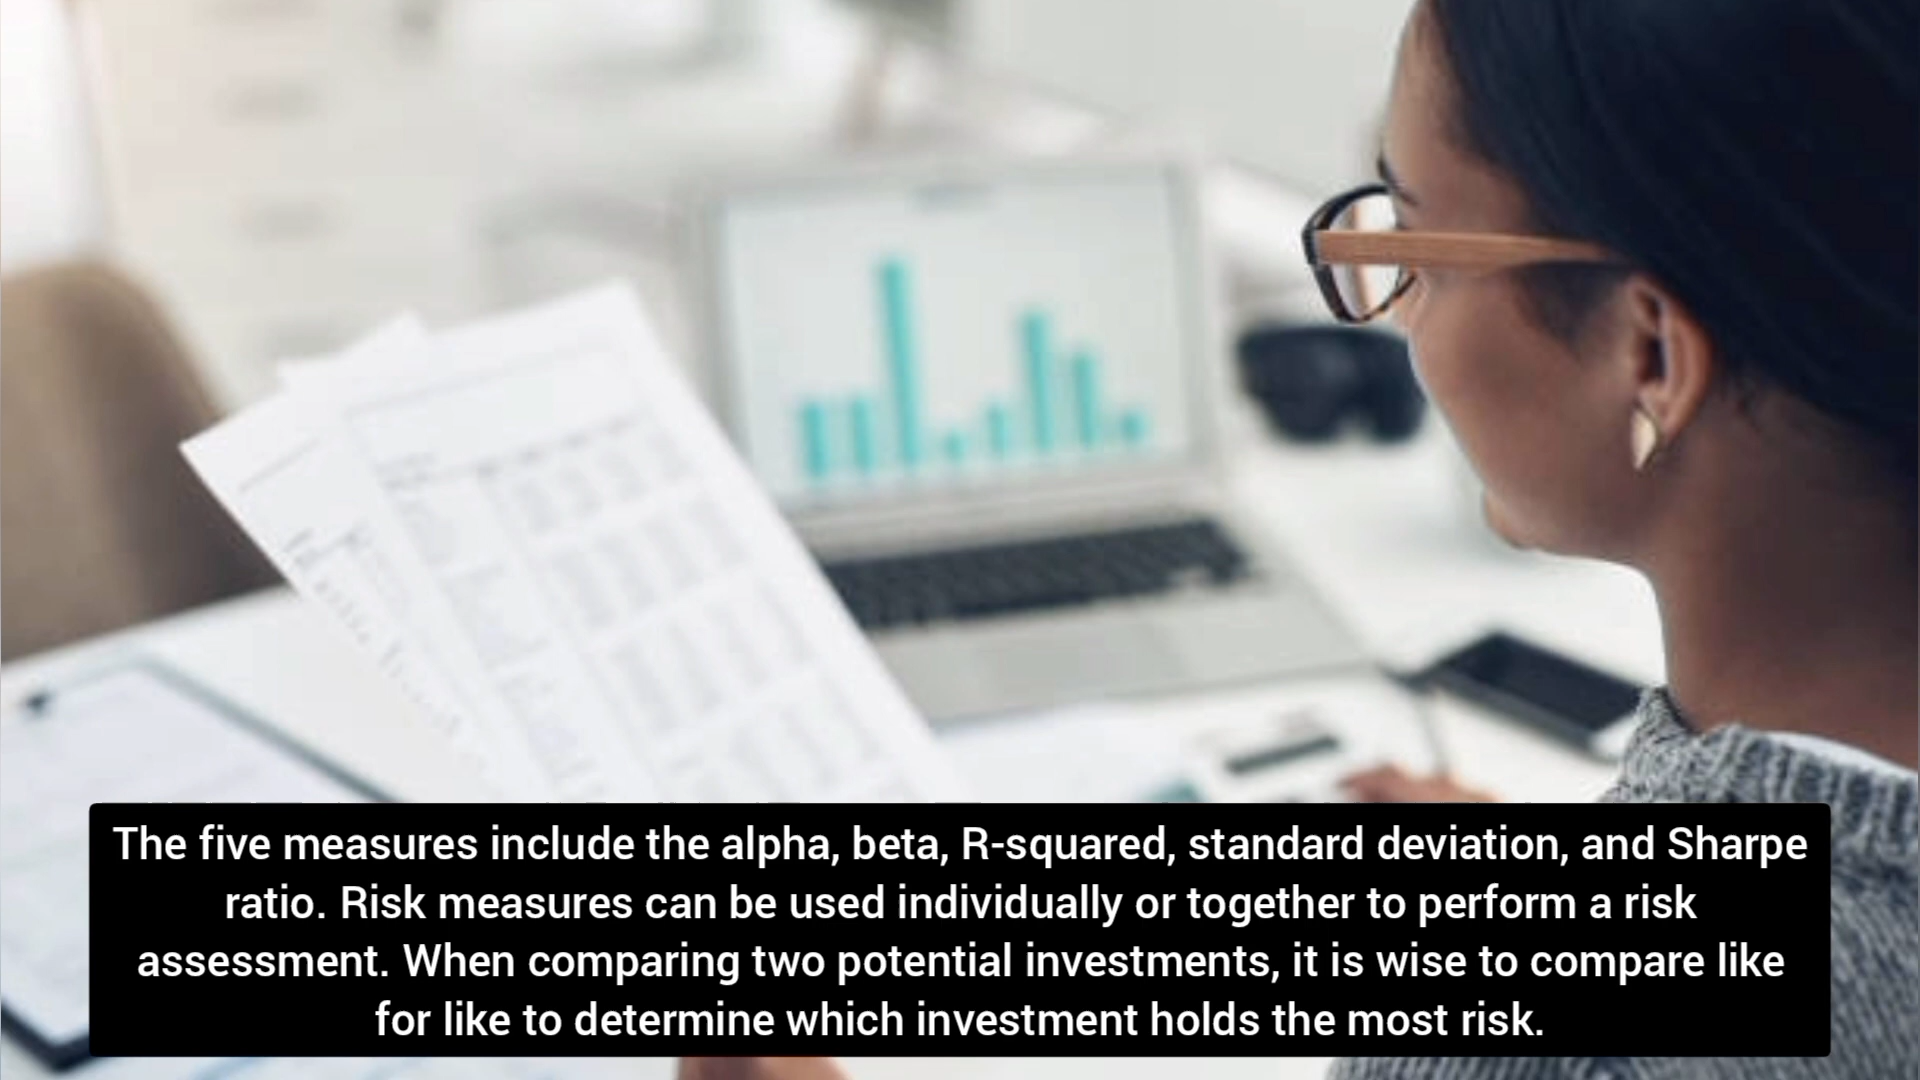 The five measures include the alpha, beta, R-squared, standard deviation, and Sharpe
ratio. Risk measures can be used individually or together to perform a risk
assessment. When comparing two potential investments, it is wise to compare like
for like to determine which investment holds the most risk.